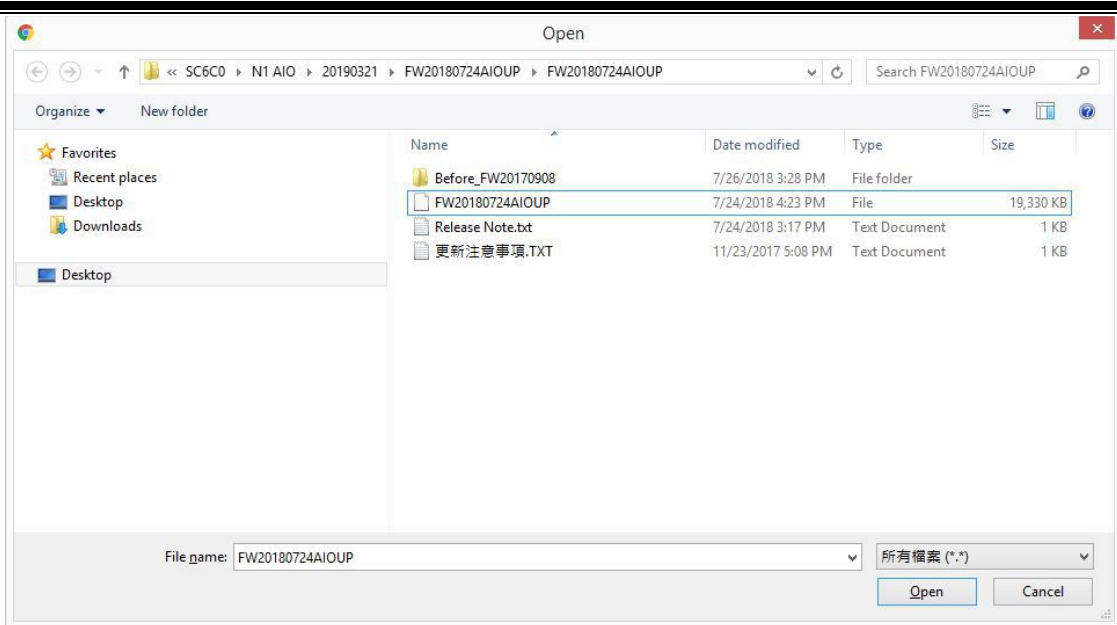 Open
« SC6C0 ▸ N1 AIO ▸ 20190321 ▸ FW20180724AIOUP ▸ FW20180724AIOUP
Search FW20180724AIOUP
Organize New folder
Name Date modified Type Size
Favorites
Recent places
Desktop
Downloads
Desktop
Before_FW20170908 7/26/2018 3:28 PM File folder
FW20180724AIOUP 7/24/2018 4:23 PM File 19,330 KB
Release Note.txt 7/24/2018 3:17 PM Text Document 1 KB
更新注意事項.TXT 11/23/2017 5:08 PM Text Document 1 KB
File name: FW20180724AIOUP
所有檔案 (*.*)
Open Cancel